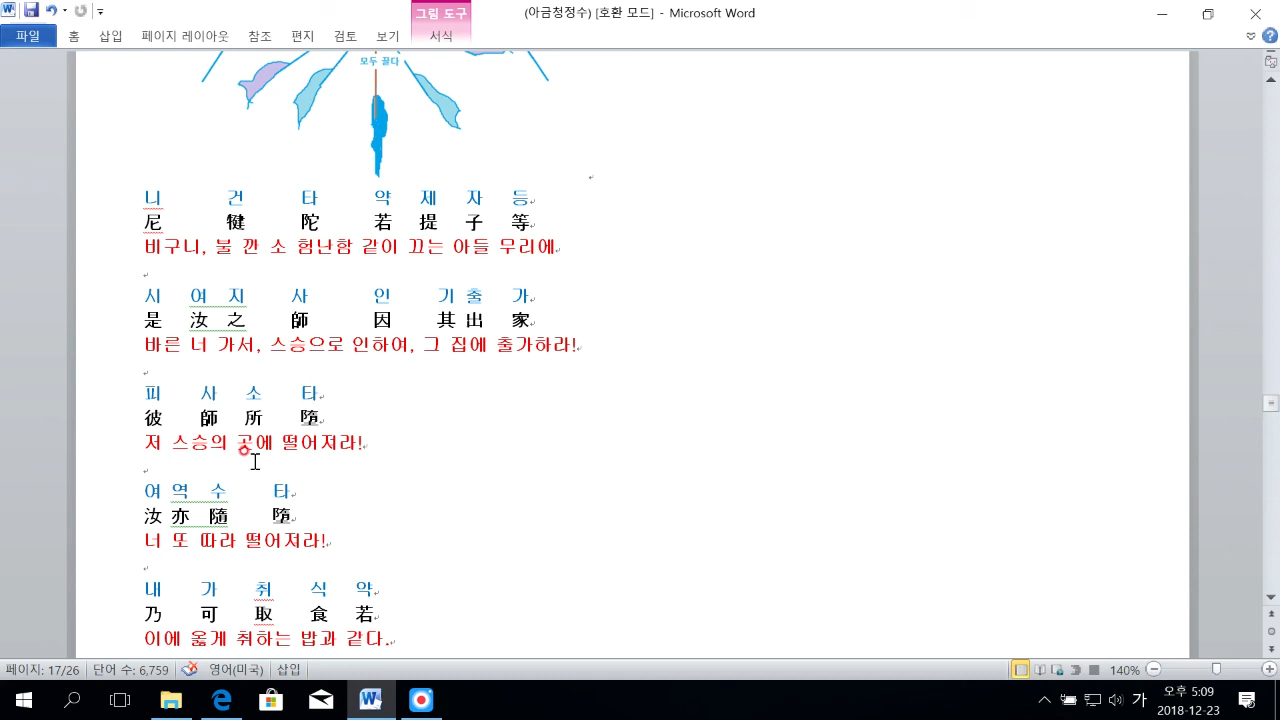 (아금청정수) [호환 모드] - Microsoft Word
그림 도구
파일 홈 삽입 페이지 레이아웃 참조 편지 검토 보기 서식
모두 끌다
니 건 타 약 제 자 등
尼 犍 陀 若 提 子 等
비구니, 불 깐 소 험난함 같이 끄는 아들 무리에
시 여 지 사 인 기 출 가
是 汝 之 師 因 其 出 家
바른 너 가서, 스승으로 인하여, 그 집에 출가하라!
피 사 소 타
彼 師 所 墮
저 스승의 곳에 떨어져라!
여 역 수 타
汝 亦 隨 墮
너 또 따라 떨어져라!
내 가 취 식 약
乃 可 取 食 若
이에 옳게 취하는 밥과 같다.
페이지: 17/26 단어 수: 6,759 영어(미국) 삽입 140%
가 오후 5:09
2018-12-23